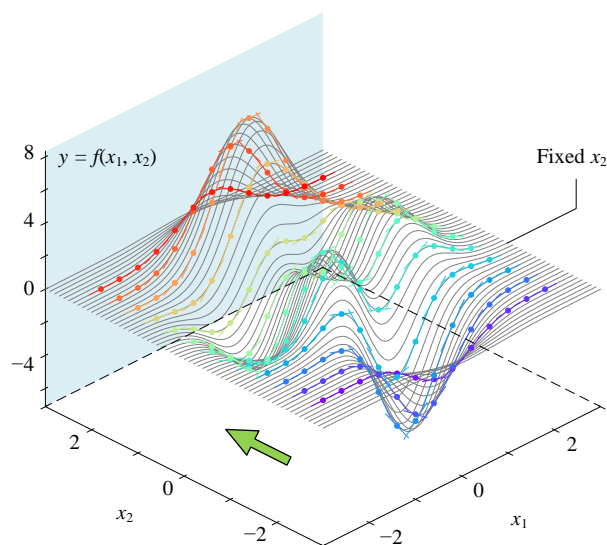 8
y = f(x₁, x₂)
Fixed x₂
4
0
−4
2
0
−2
x₂
2
0
−2
x₁